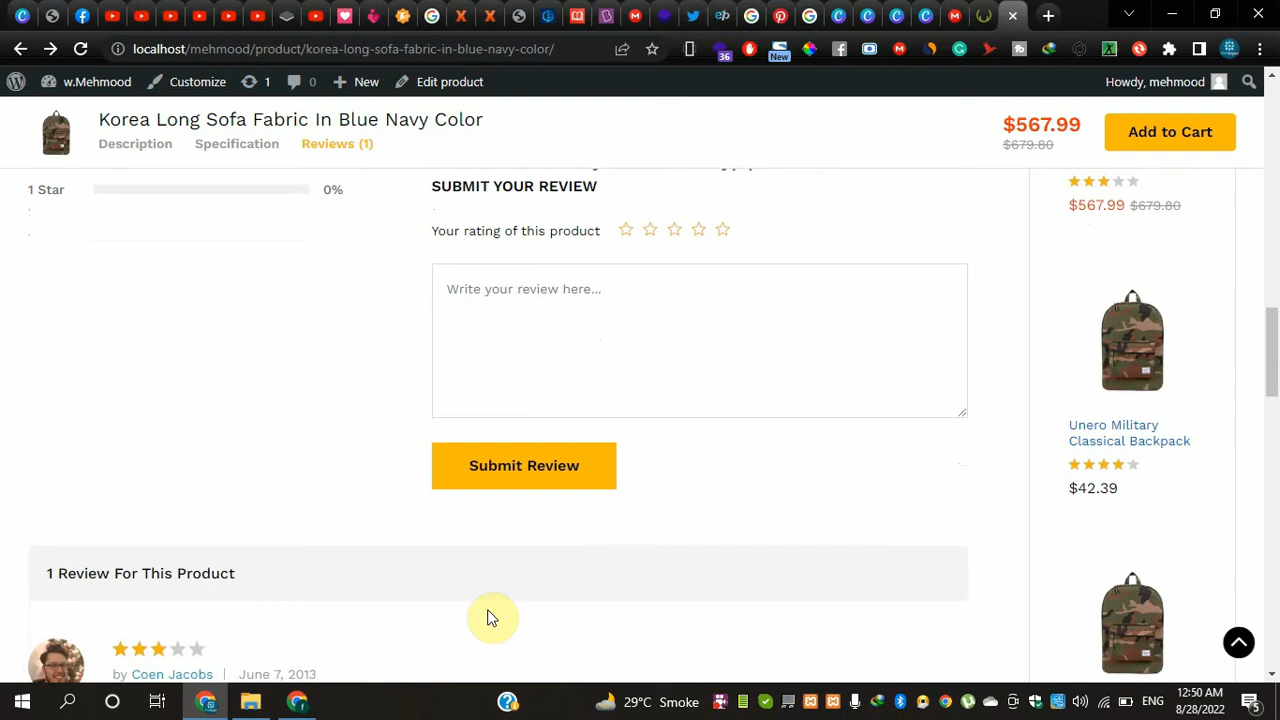 localhost/mehmood/product/korea-long-sofa-fabric-in-blue-navy-color/
36
New
w.Mehmood
Customize
1
0
New
Edit product
Howdy, mehmood
Korea Long Sofa Fabric In Blue Navy Color
Description
Specification
Reviews (1)
$567.99
$679.80
Add to Cart
1 Star
0%
SUBMIT YOUR REVIEW
Your rating of this product
Write your review here...
Submit Review
$567.99 $679.80
Unero Military
Classical Backpack
$42.39
1 Review For This Product
by Coen Jacobs
June 7, 2013
29°C Smoke
ENG
12:50 AM
8/28/2022
5